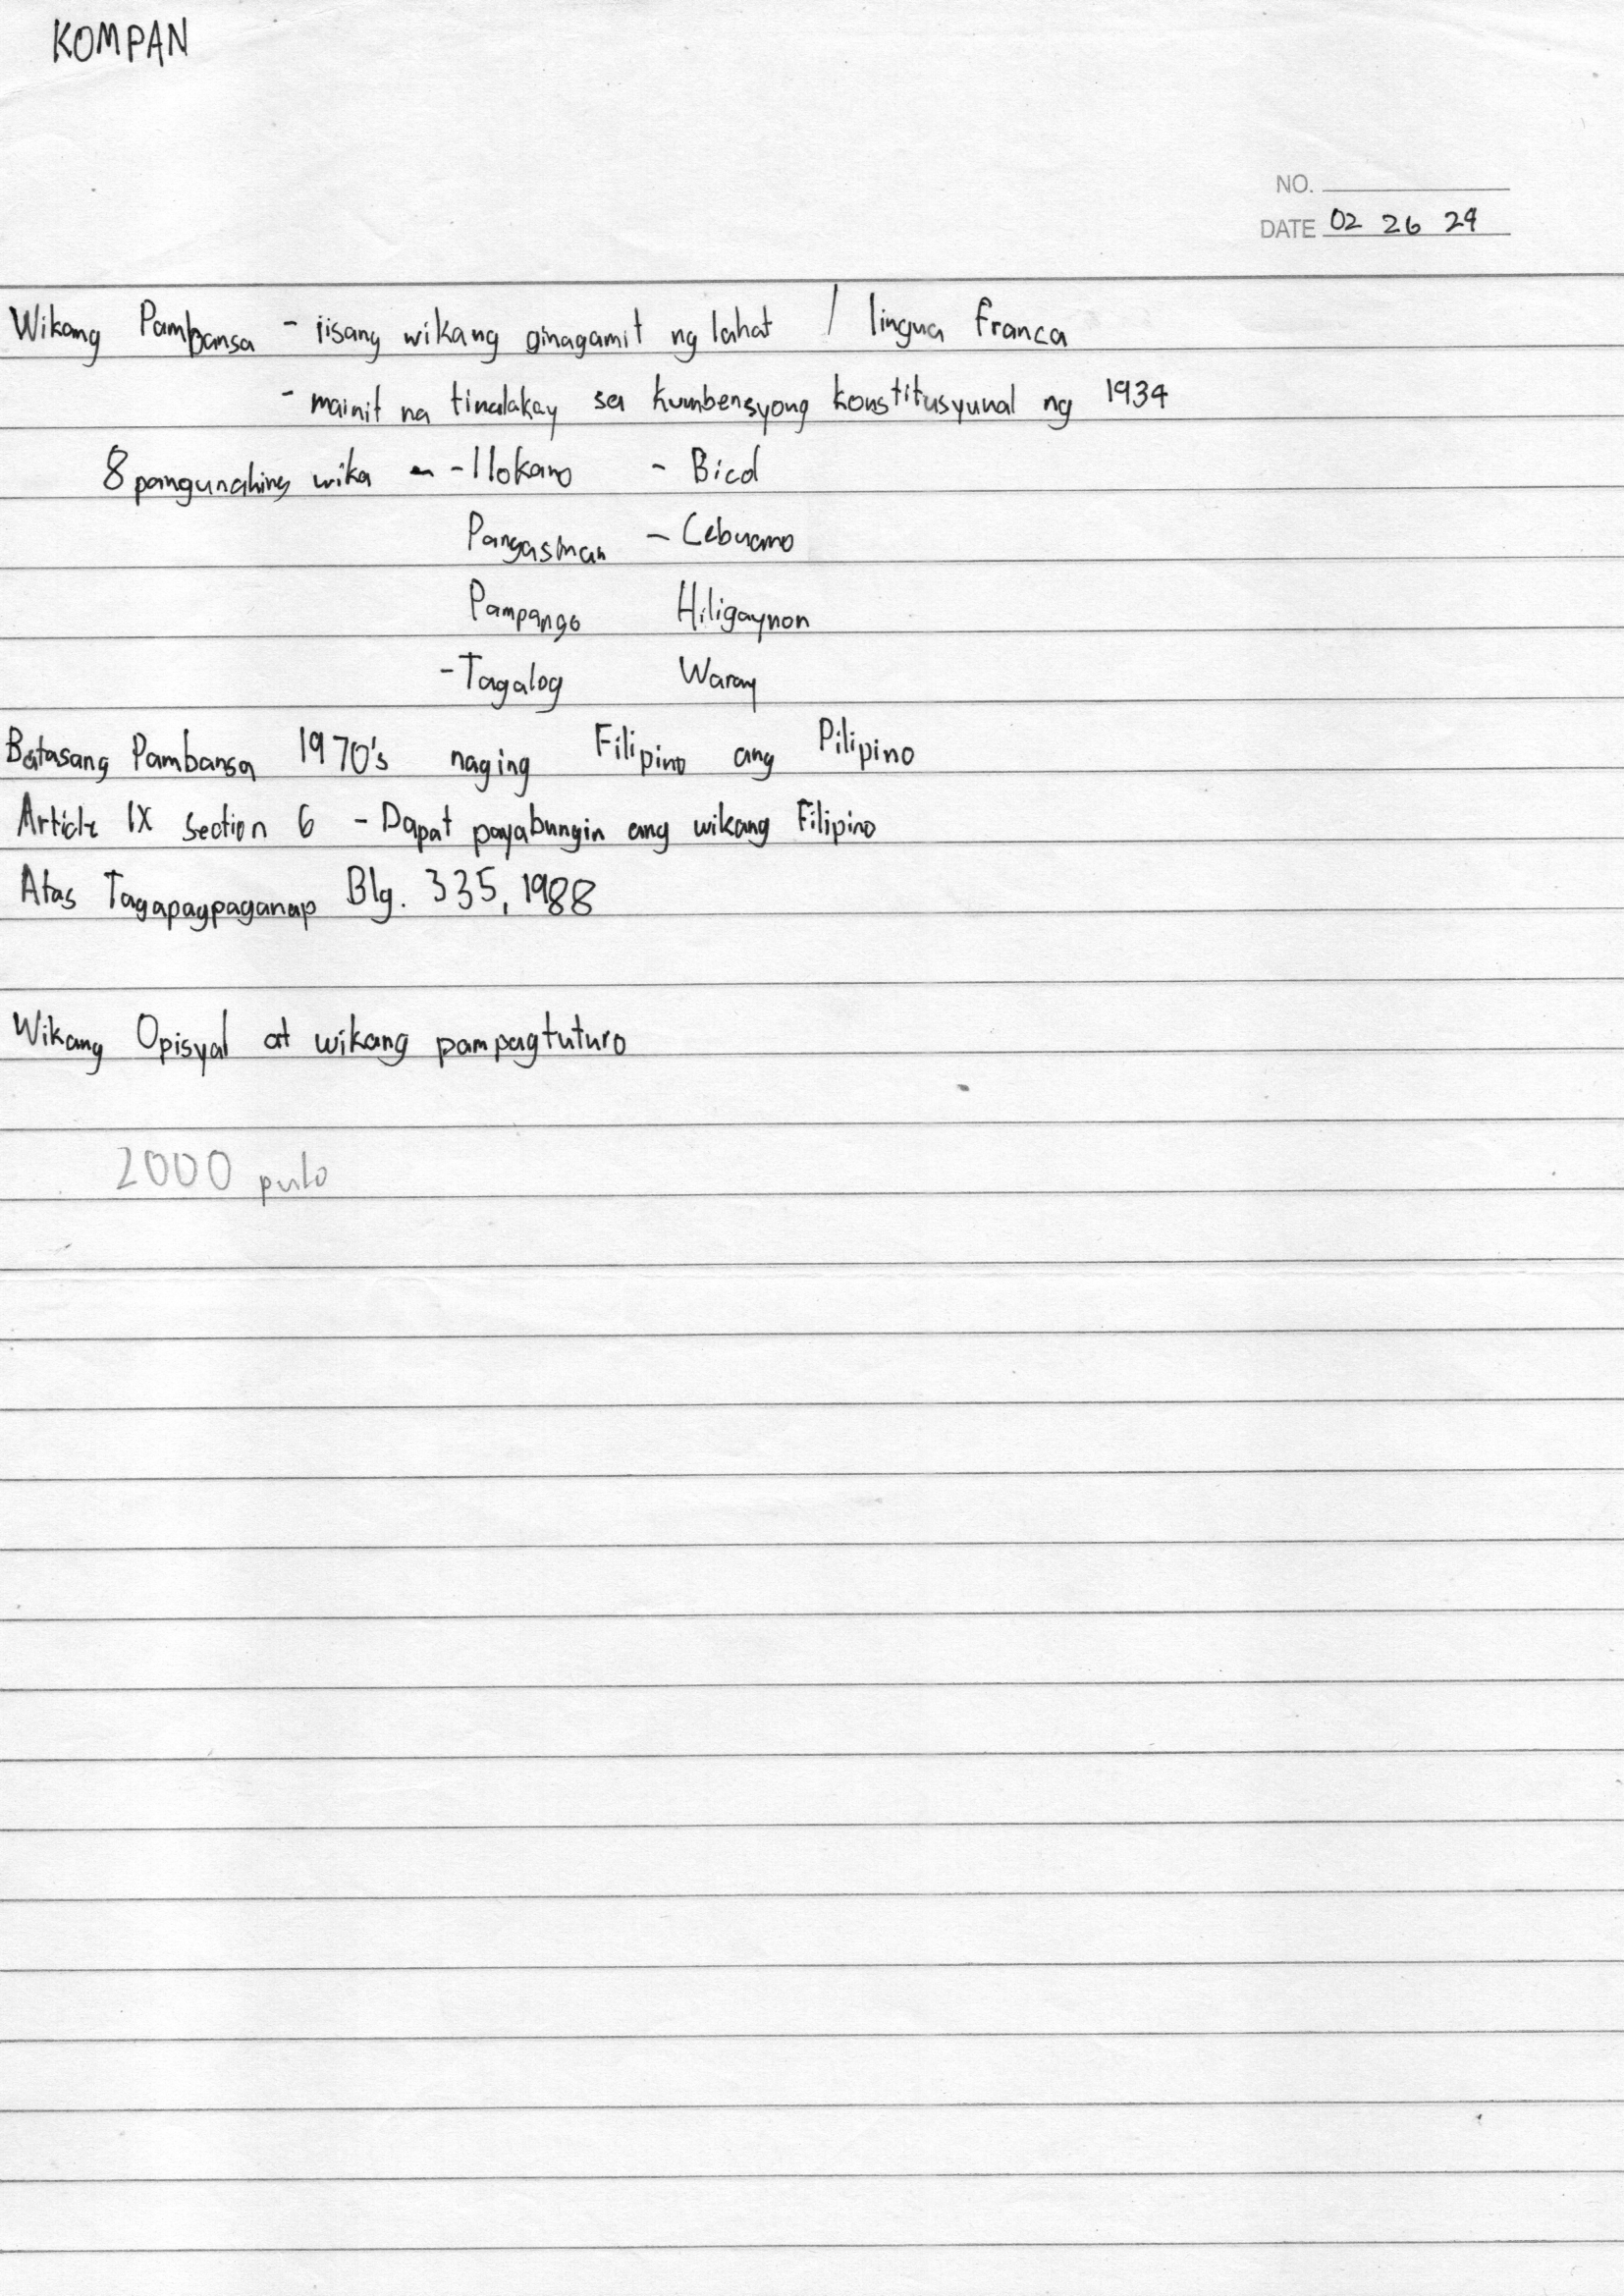 KOMPAN
NO.
DATE 02 26 24
Wikang Pambansa - iisang wikang ginagamit ng lahat / lingua franca
- mainit na tinalakay sa kumbensyong konstitusyunal ng 1934
8 pangunahing wika - - Ilokano - Bicol
Pangasinan - Cebuano
Pampango Hiligaynon
- Tagalog Waray
Batasang Pambansa 1970's naging Filipino ang Pilipino
Article IX section 6 - Dapat payabungin ang wikang Filipino
Atas Tagapagpaganap Blg. 335, 1988
Wikang Opisyal at wikang pampagtuturo
2000 pulo